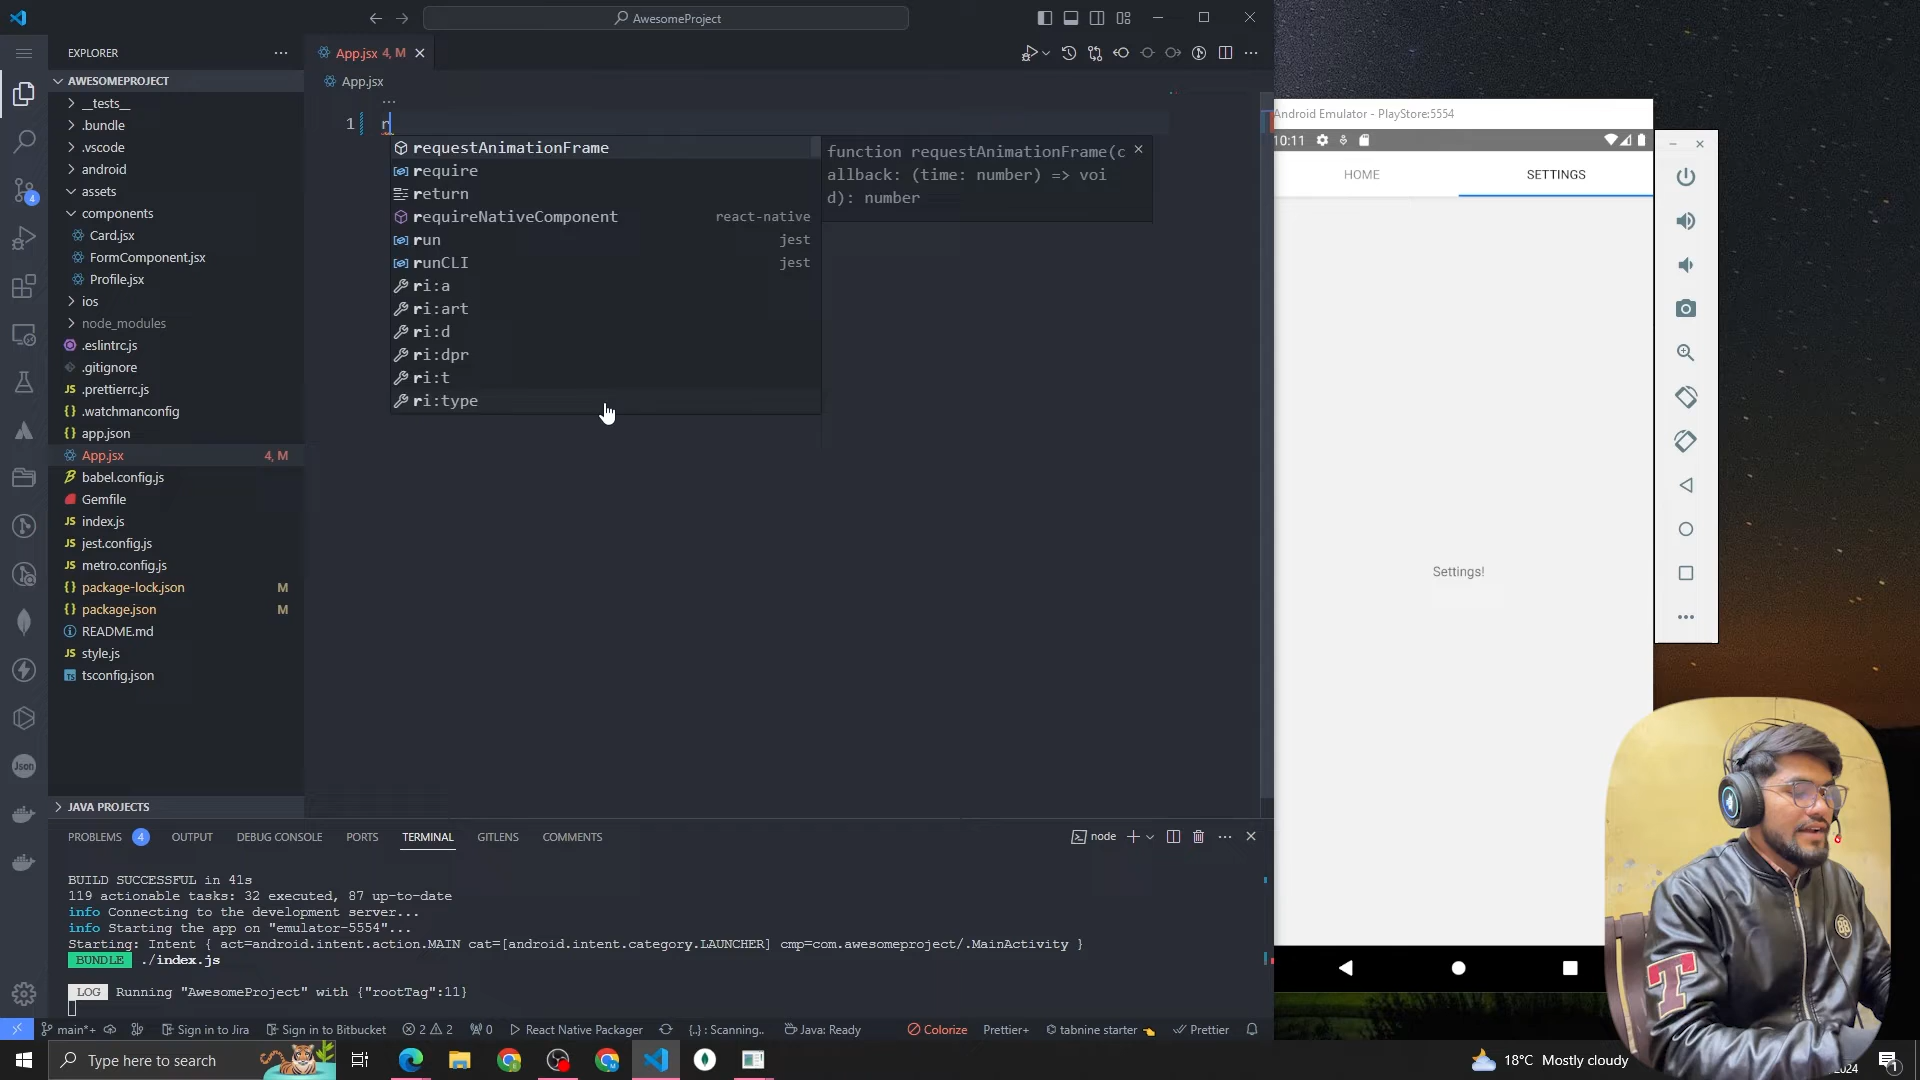 AwesomeProject
EXPLORER
App.jsx 4, M
AWESOMEPROJECT
App.jsx
__tests__
.bundle
.vscode
android
assets
components
Card.jsx
FormComponent.jsx
Profile.jsx
ios
node_modules
.eslintrc.js
.gitignore
.prettierrc.js
.watchmanconfig
app.json
App.jsx 4, M
babel.config.js
Gemfile
index.js
jest.config.js
metro.config.js
package-lock.json M
package.json M
README.md
style.js
tsconfig.json
JAVA PROJECTS
Json
4
...
1 r
requestAnimationFrame
require
return
requireNativeComponent react-native
run jest
runCLI jest
ri:a
ri:art
ri:d
ri:dpr
ri:t
ri:type
function requestAnimationFrame(c
allback: (time: number) => voi
d): number
PROBLEMS 4 OUTPUT DEBUG CONSOLE PORTS TERMINAL GITLENS COMMENTS
node
BUILD SUCCESSFUL in 41s
119 actionable tasks: 32 executed, 87 up-to-date
info Connecting to the development server...
info Starting the app on "emulator-5554"...
Starting: Intent { act=android.intent.action.MAIN cat=[android.intent.category.LAUNCHER] cmp=com.awesomeproject/.MainActivity }
BUNDLE ./index.js
LOG Running "AwesomeProject" with {"rootTag":11}
main*+ Sign in to Jira Sign in to Bitbucket 2 2 0 React Native Packager {..} : Scanning.. Java: Ready Colorize Prettier+ tabnine starter Prettier
Android Emulator - PlayStore:5554
10:11
HOME SETTINGS
Settings!
T
Type here to search
18°C Mostly cloudy
2024
1